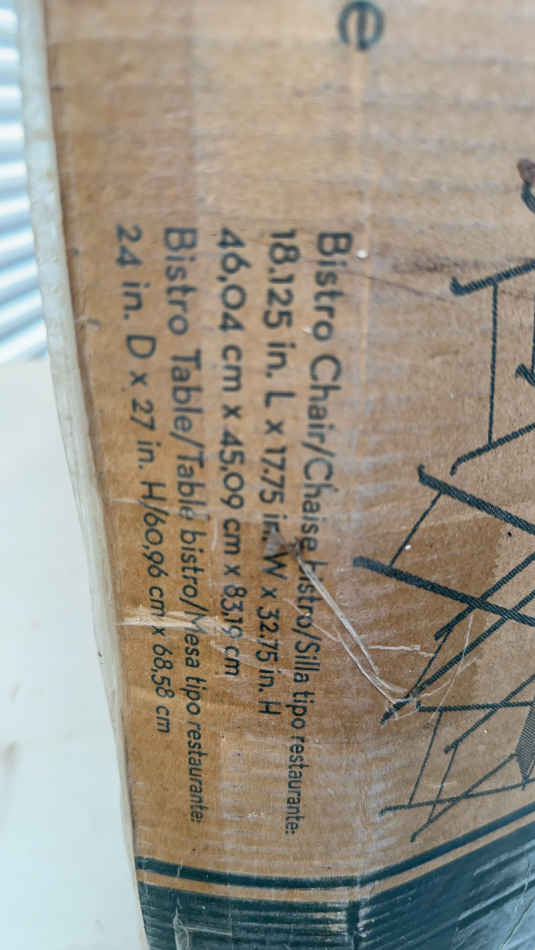 e
Bistro Chair/Chaise bistro/Silla tipo restaurante:
18.125 in. L x 17.75 in. W x 32.75 in. H
46,04 cm x 45,09 cm x 83,19 cm
Bistro Table/Table bistro/Mesa tipo restaurante:
24 in. D x 27 in. H/60,96 cm x 68,58 cm